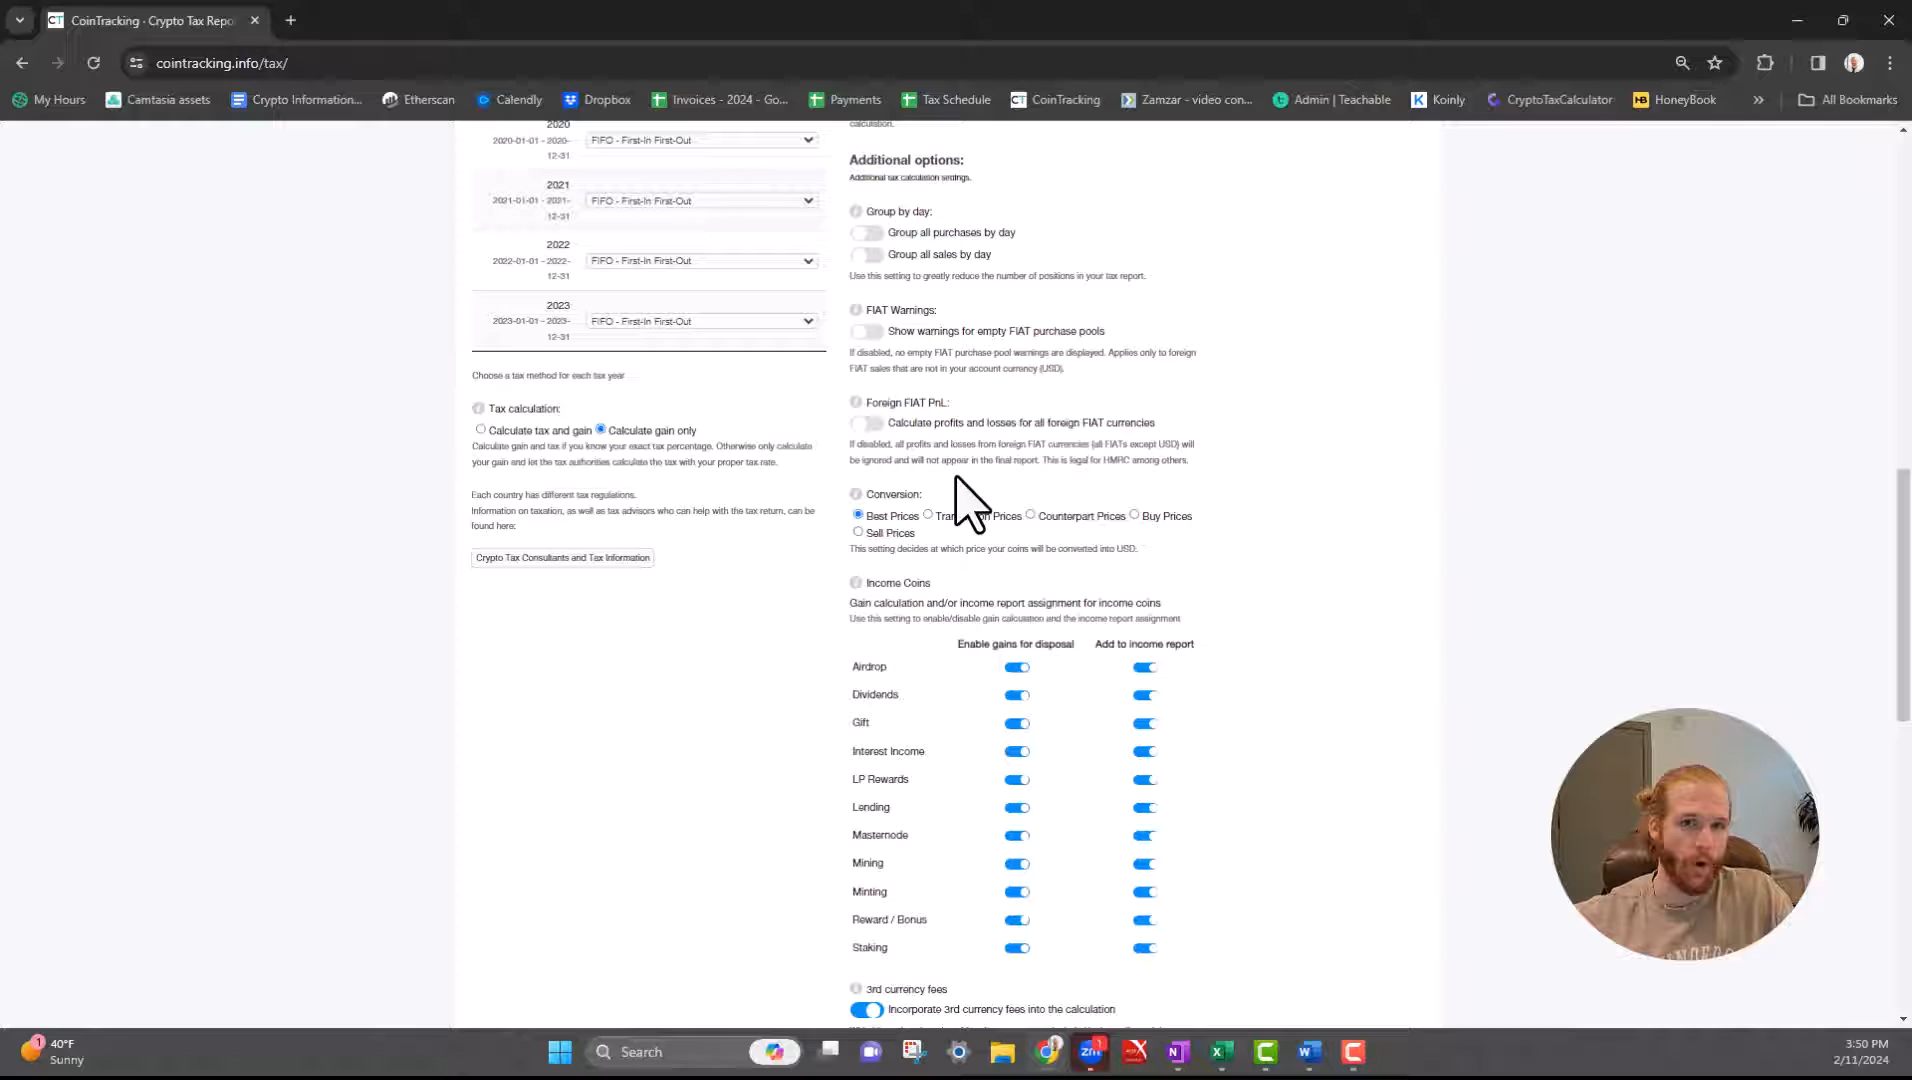 CT CoinTracking · Crypto Tax Repo
cointracking.info/tax/
My Hours
Camtasia assets
Crypto Information...
Etherscan
Calendly
Dropbox
Invoices - 2024 - Go...
Payments
Tax Schedule
CT CoinTracking
Zamzar - video con...
Admin | Teachable
Koinly
CryptoTaxCalculator
HB HoneyBook
All Bookmarks
2020
2020-01-01 - 2020-
12-31
FIFO - First-In First-Out
2021
2021-01-01 - 2021-
12-31
FIFO - First-In First-Out
2022
2022-01-01 - 2022-
12-31
FIFO - First-In First-Out
2023
2023-01-01 - 2023-
12-31
FIFO - First-In First-Out
Choose a tax method for each tax year
Tax calculation:
Calculate tax and gain Calculate gain only
Calculate gain and tax if you know your exact tax percentage. Otherwise only calculate
your gain and let the tax authorities calculate the tax with your proper tax rate.
Each country has different tax regulations.
Information on taxation, as well as tax advisors who can help with the tax return, can be
found here:
Crypto Tax Consultants and Tax Information
calculation.
Additional options:
Additional tax calculation settings.
Group by day:
Group all purchases by day
Group all sales by day
Use this setting to greatly reduce the number of positions in your tax report.
FIAT Warnings:
Show warnings for empty FIAT purchase pools
If disabled, no empty FIAT purchase pool warnings are displayed. Applies only to foreign
FIAT sales that are not in your account currency (USD).
Foreign FIAT PnL:
Calculate profits and losses for all foreign FIAT currencies
If disabled, all profits and losses from foreign FIAT currencies (all FIATs except USD) will
be ignored and will not appear in the final report. This is legal for HMRC among others.
Conversion:
Best Prices Prices Counterpart Prices Buy Prices
Sell Prices
This setting decides at which price your coins will be converted into USD.
Income Coins
Gain calculation and/or income report assignment for income coins
Use this setting to enable/disable gain calculation and the income report assignment
Enable gains for disposal Add to income report
Airdrop
Dividends
Gift
Interest Income
LP Rewards
Lending
Masternode
Mining
Minting
Reward / Bonus
Staking
3rd currency fees
Incorporate 3rd currency fees into the calculation
1
40°F
Sunny
Search
zm
1
N
X
C
W
C
3:50 PM
2/11/2024